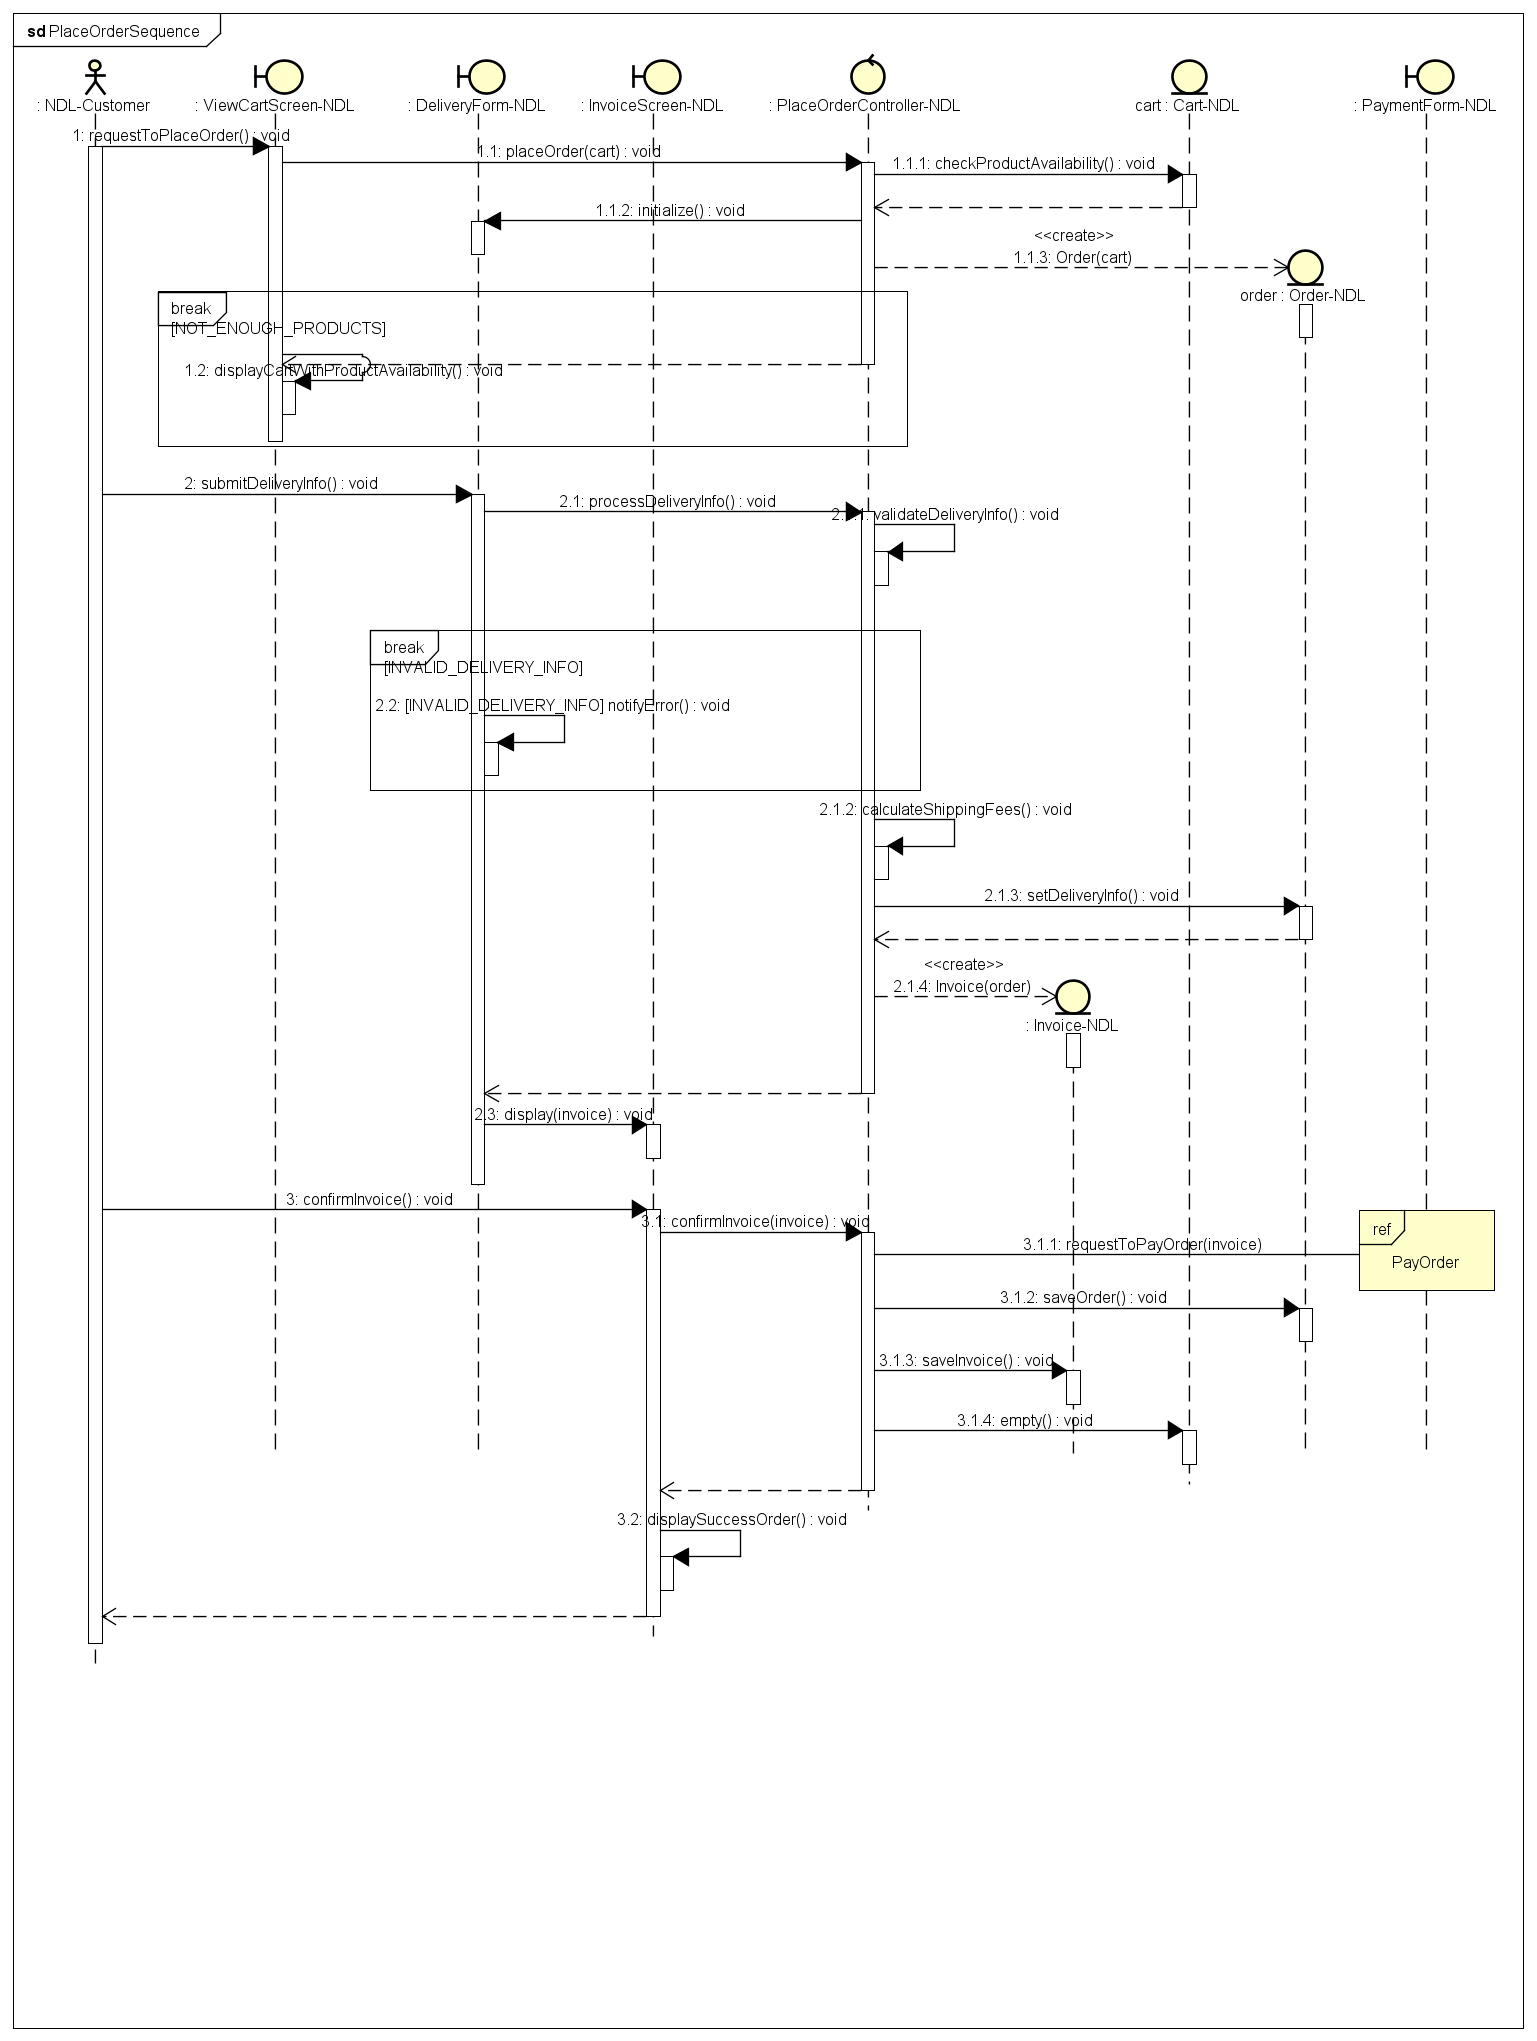 sd PlaceOrderSequence
: NDL-Customer
: ViewCartScreen-NDL
: DeliveryForm-NDL
: InvoiceScreen-NDL
: PlaceOrderController-NDL
cart : Cart-NDL
: PaymentForm-NDL
1: requestToPlaceOrder() : void
1.1: placeOrder(cart) : void
1.1.1: checkProductAvailability() : void
1.1.2: initialize() : void
<<create>>
1.1.3: Order(cart)
order : Order-NDL
break
[NOT_ENOUGH_PRODUCTS]
1.2: displayCartWithProductAvailability() : void
2: submitDeliveryInfo() : void
2.1: processDeliveryInfo() : void
2.1.1: validateDeliveryInfo() : void
break
[INVALID_DELIVERY_INFO]
2.2: [INVALID_DELIVERY_INFO] notifyError() : void
2.1.2: calculateShippingFees() : void
2.1.3: setDeliveryInfo() : void
<<create>>
2.1.4: Invoice(order)
: Invoice-NDL
2.3: display(invoice) : void
3: confirmInvoice() : void
3.1: confirmInvoice(invoice) : void
ref
3.1.1: requestToPayOrder(invoice)
PayOrder
3.1.2: saveOrder() : void
3.1.3: saveInvoice() : void
3.1.4: empty() : void
3.2: displaySuccessOrder() : void